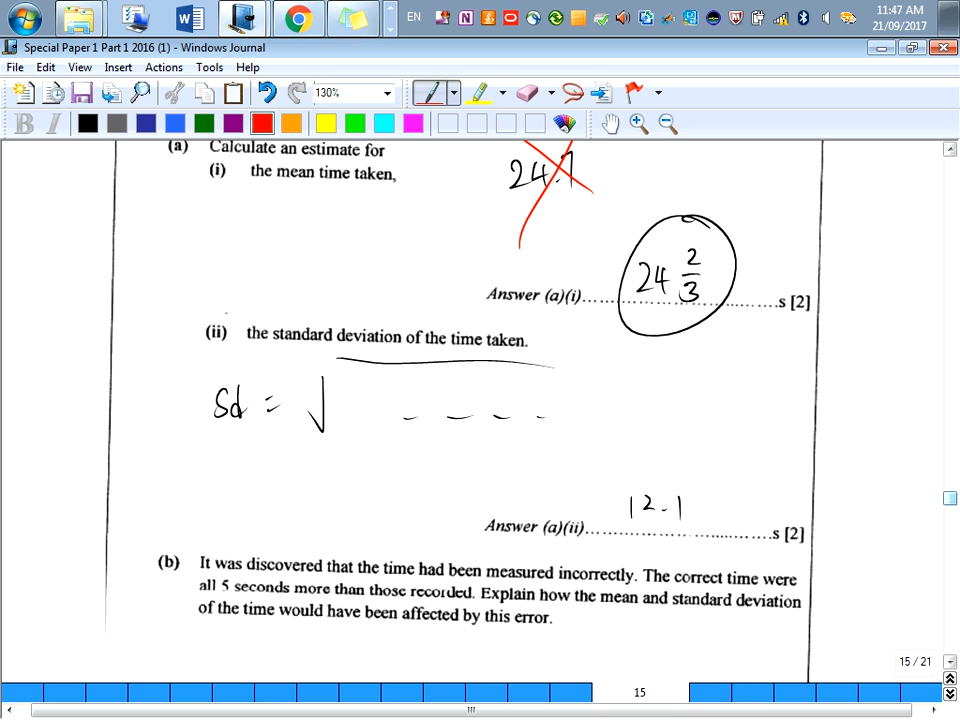 EN
11:47 AM
21/09/2017
Special Paper 1 Part 1 2016 (1) - Windows Journal
File Edit View Insert Actions Tools Help
130%
B I
(a) Calculate an estimate for
(i) the mean time taken,
24.7
24 2/3
Answer (a)(i)..............................s [2]
(ii) the standard deviation of the time taken.
Sd = √ - - - -
12.1
Answer (a)(ii)..............................s [2]
(b) It was discovered that the time had been measured incorrectly. The correct time were
all 5 seconds more than those recorded. Explain how the mean and standard deviation
of the time would have been affected by this error.
15 / 21
15